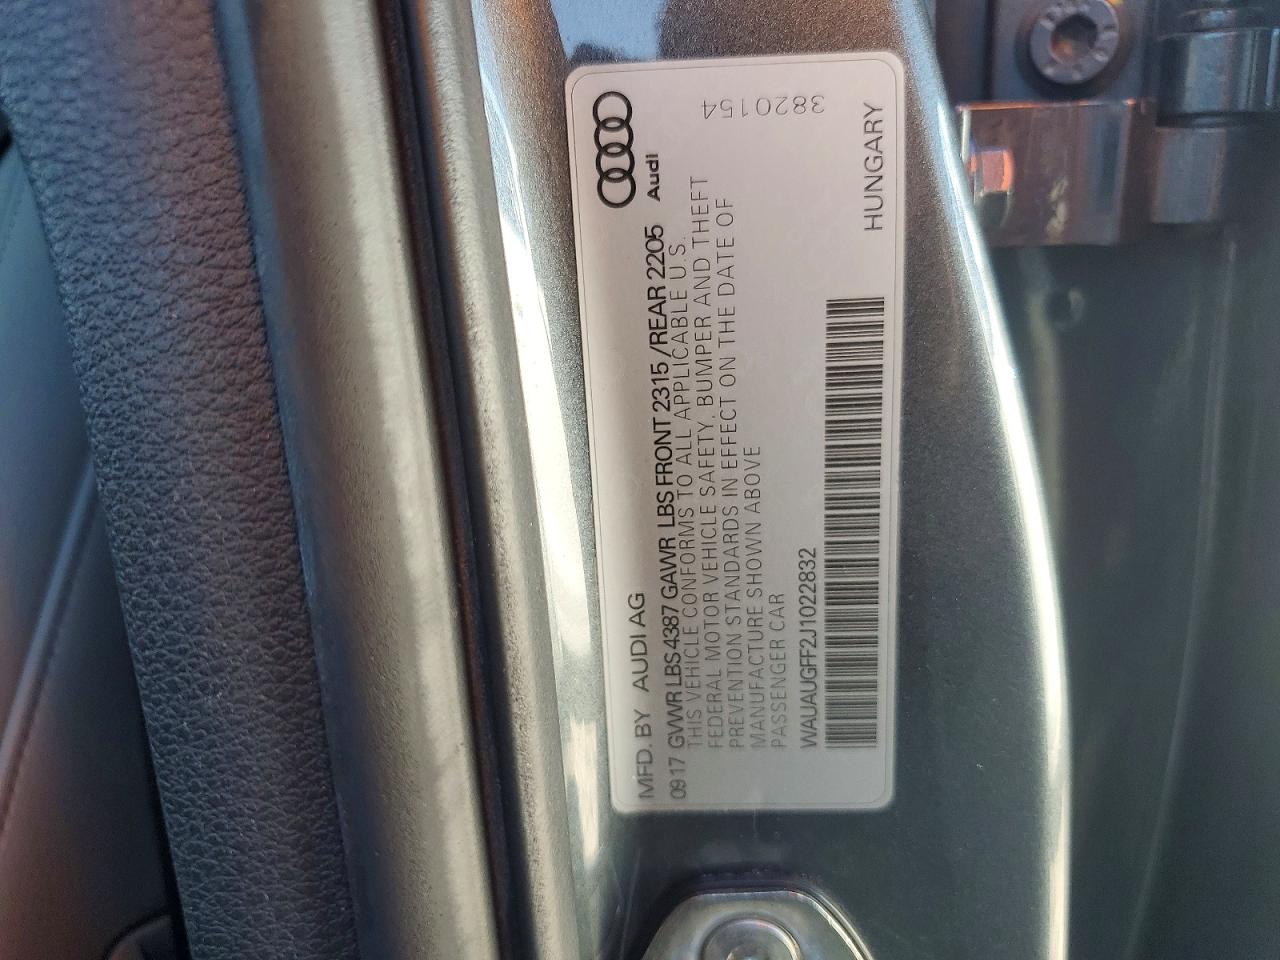 Audi
MFD. BY AUDI AG
0917 GVWR LBS 4387 GAWR LBS FRONT 2315 /REAR 2205
THIS VEHICLE CONFORMS TO ALL APPLICABLE U.S.
FEDERAL MOTOR VEHICLE SAFETY, BUMPER AND THEFT
PREVENTION STANDARDS IN EFFECT ON THE DATE OF
MANUFACTURE SHOWN ABOVE
PASSENGER CAR
WAUAUGFF2J1022832
3820154
HUNGARY